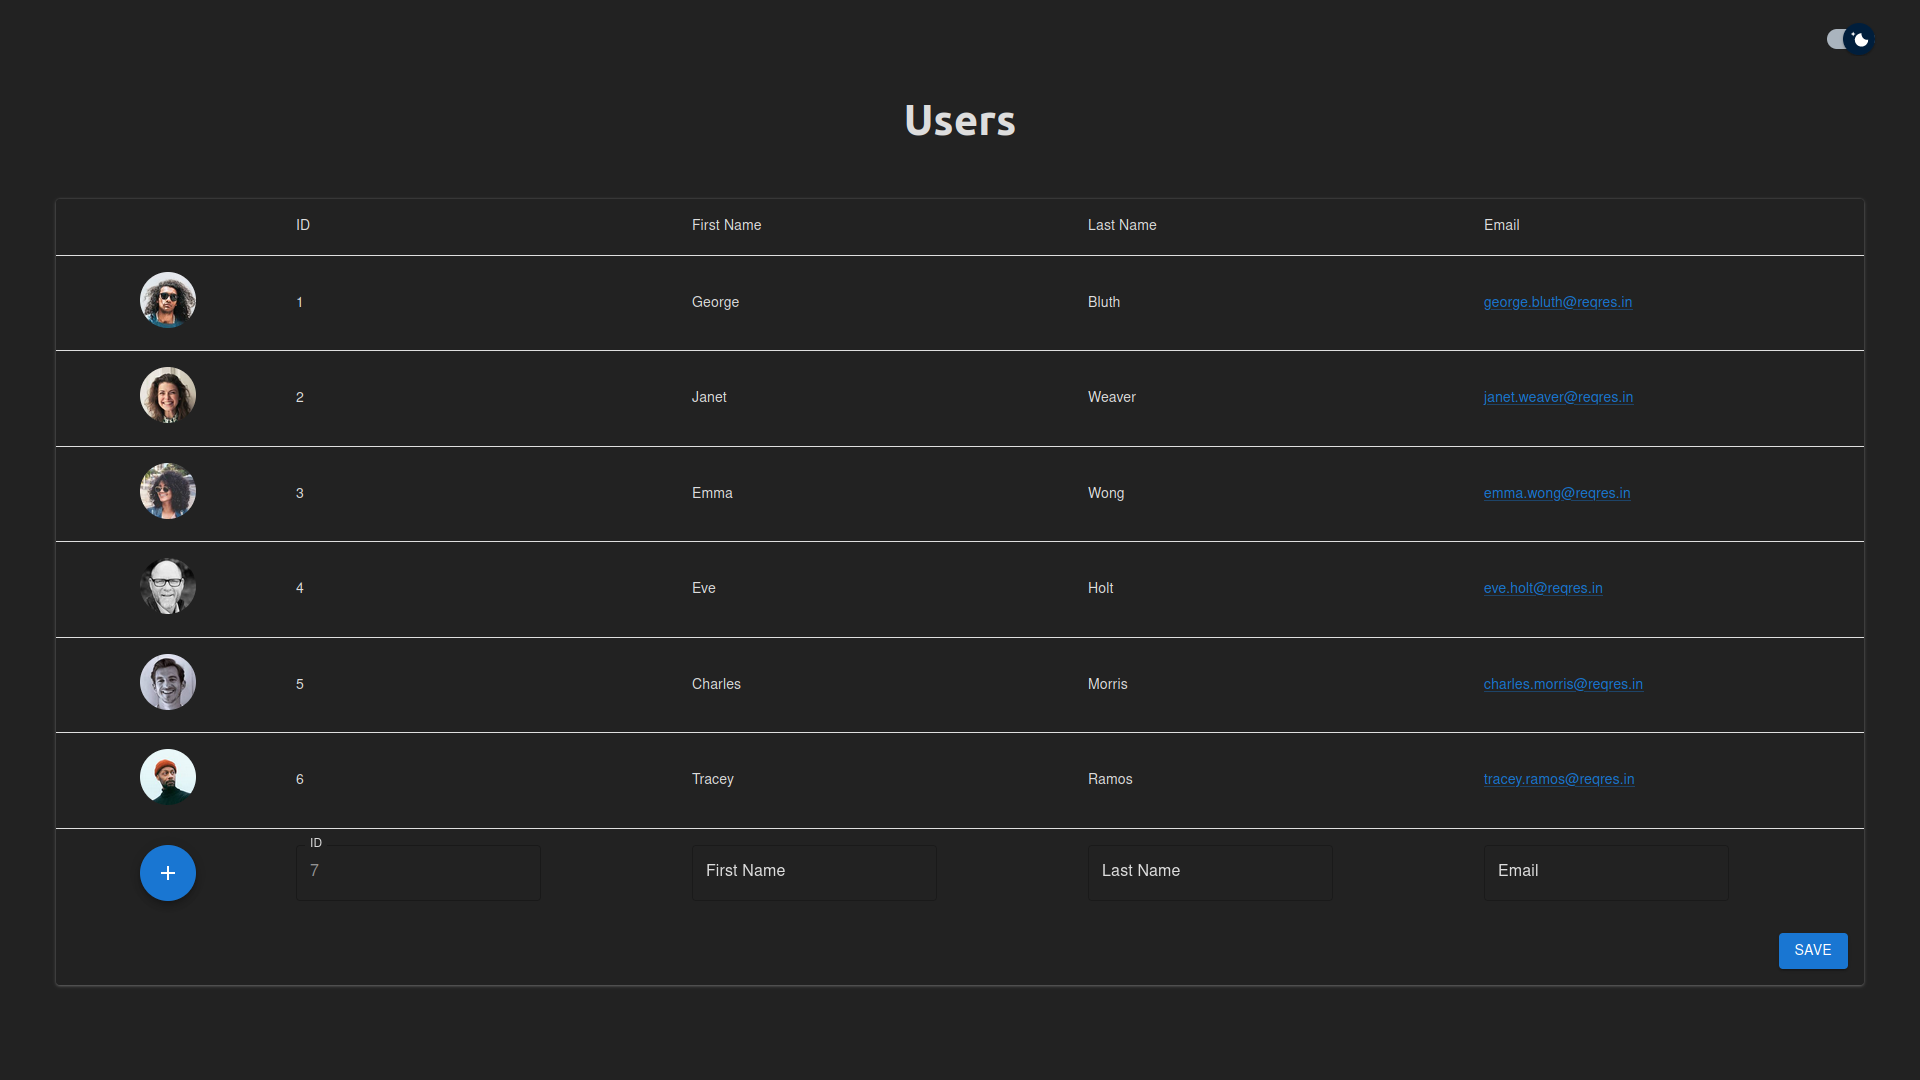 Users
ID First Name Last Name Email
1 George Bluth george.bluth@reqres.in
2 Janet Weaver janet.weaver@reqres.in
3 Emma Wong emma.wong@reqres.in
4 Eve Holt eve.holt@reqres.in
5 Charles Morris charles.morris@reqres.in
6 Tracey Ramos tracey.ramos@reqres.in
ID
7 First Name Last Name Email
SAVE